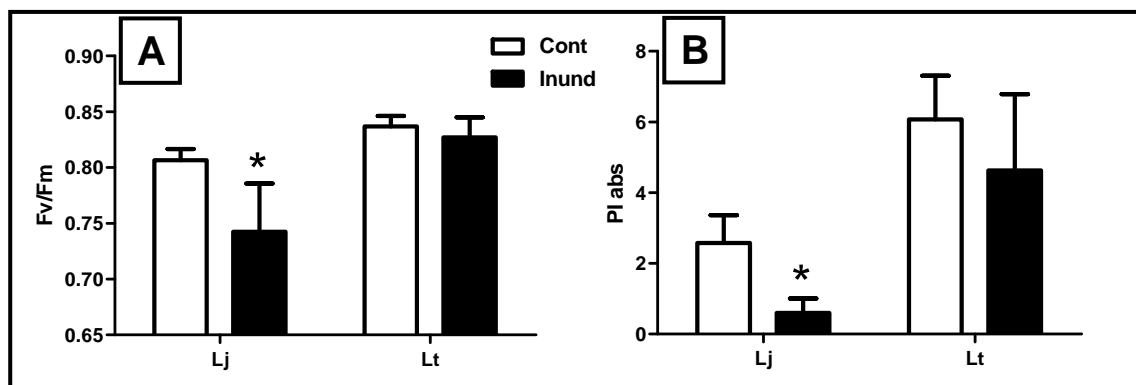 A
Cont
Inund
0.90
0.85
0.80
0.75
0.70
0.65
Fv/Fm
*
Lj
Lt
B
8
6
4
2
0
PI abs
*
Lj
Lt